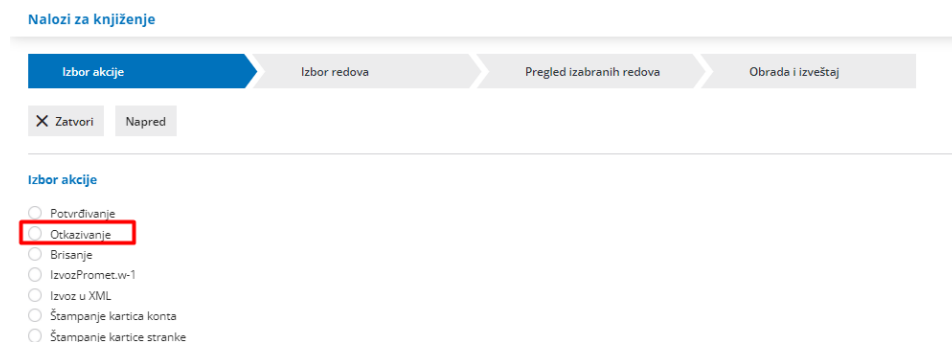 Nalozi za knjiženje
Izbor akcije Izbor redova Pregled izabranih redova Obrada i izveštaj
Zatvori Napred
Izbor akcije
Potvrđivanje
Otkazivanje
Brisanje
IzvozPromet.w-1
Izvoz u XML
Štampanje kartica konta
Štampanje kartice stranke